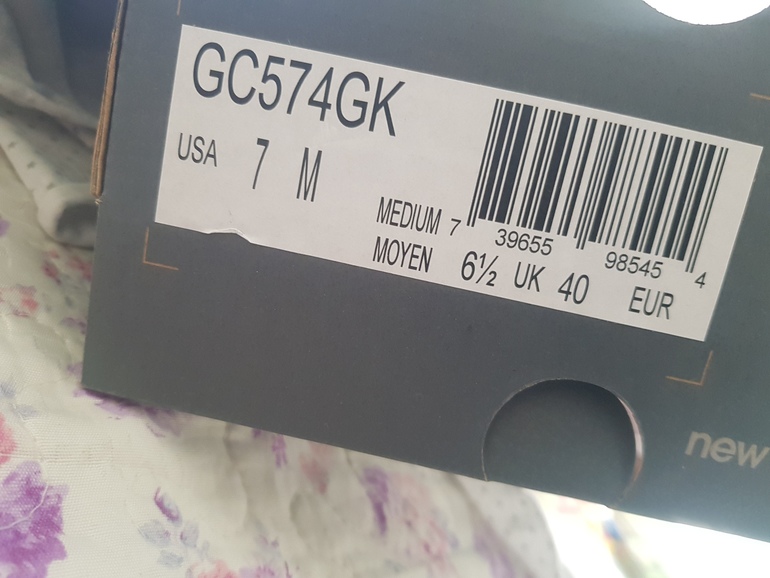 GC574GK
USA 7 M
MEDIUM
MOYEN
7 39655 98545 4
6½ UK 40 EUR
new